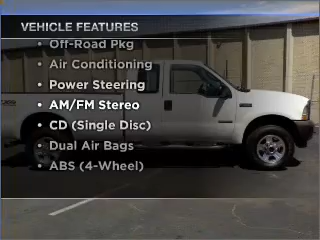 VEHICLE FEATURES
• Off-Road Pkg
• Air Conditioning
• Power Steering
• AM/FM Stereo
• CD (Single Disc)
• Dual Air Bags
• ABS (4-Wheel)